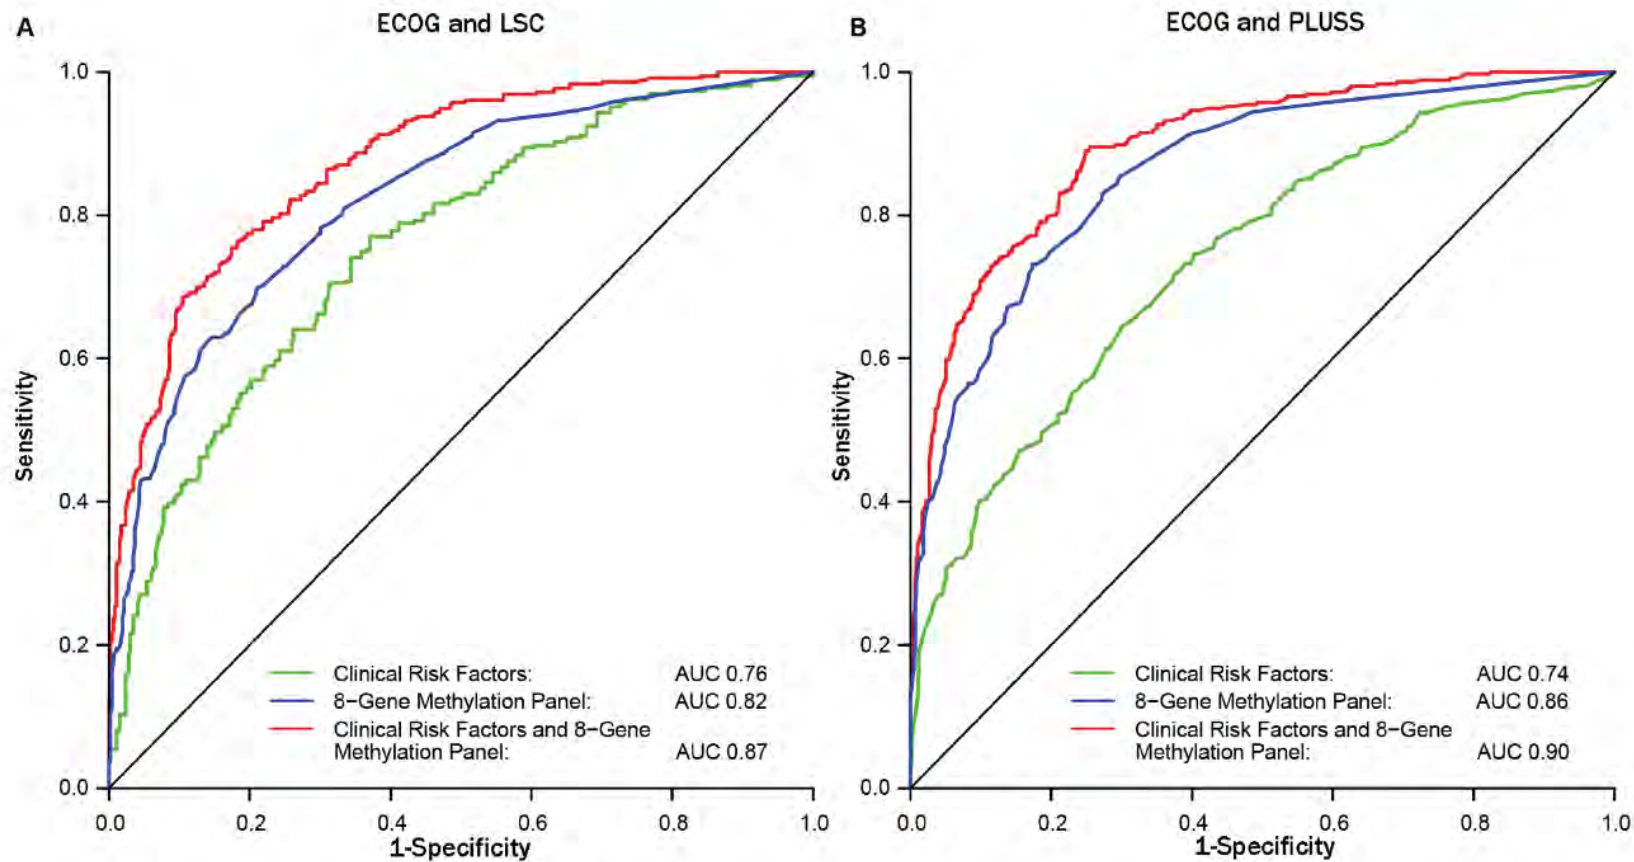 A
ECOG and LSC
1.0
0.8
0.6
0.4
0.2
0.0
Sensitivity
Clinical Risk Factors: AUC 0.76
8-Gene Methylation Panel: AUC 0.82
Clinical Risk Factors and 8-Gene
Methylation Panel: AUC 0.87
0.0 0.2 0.4 0.6 0.8 1.0
1-Specificity
B
ECOG and PLUSS
1.0
0.8
0.6
0.4
0.2
0.0
Sensitivity
Clinical Risk Factors: AUC 0.74
8-Gene Methylation Panel: AUC 0.86
Clinical Risk Factors and 8-Gene
Methylation Panel: AUC 0.90
0.0 0.2 0.4 0.6 0.8 1.0
1-Specificity